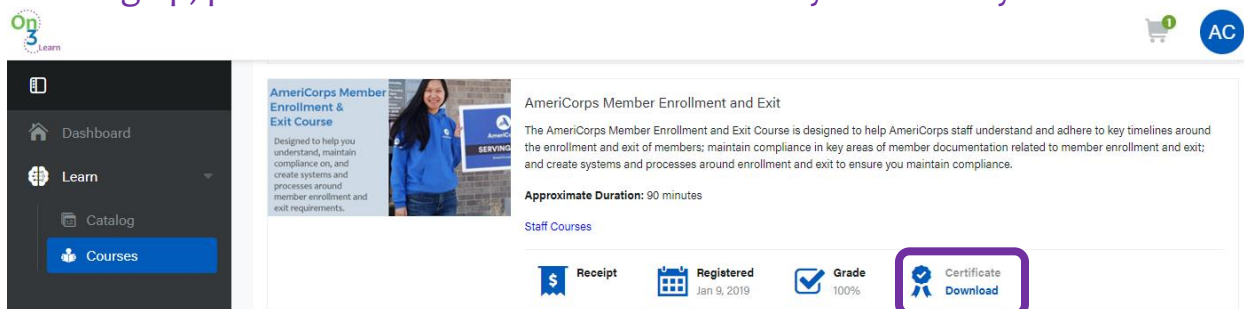 On
3
Learn
1
AC
AmeriCorps Member
Enrollment &
Exit Course
Designed to help you
understand, maintain
compliance on, and
create systems and
processes around
member enrollment and
exit requirements.
SERVING
AmeriCorps Member Enrollment and Exit
The AmeriCorps Member Enrollment and Exit Course is designed to help AmeriCorps staff understand and adhere to key timelines around
the enrollment and exit of members; maintain compliance in key areas of member documentation related to member enrollment and exit;
and create systems and processes around enrollment and exit to ensure you maintain compliance.
Approximate Duration: 90 minutes
Staff Courses
Dashboard
Learn
Catalog
Courses
Receipt
Registered
Jan 9, 2019
Grade
100%
Certificate
Download